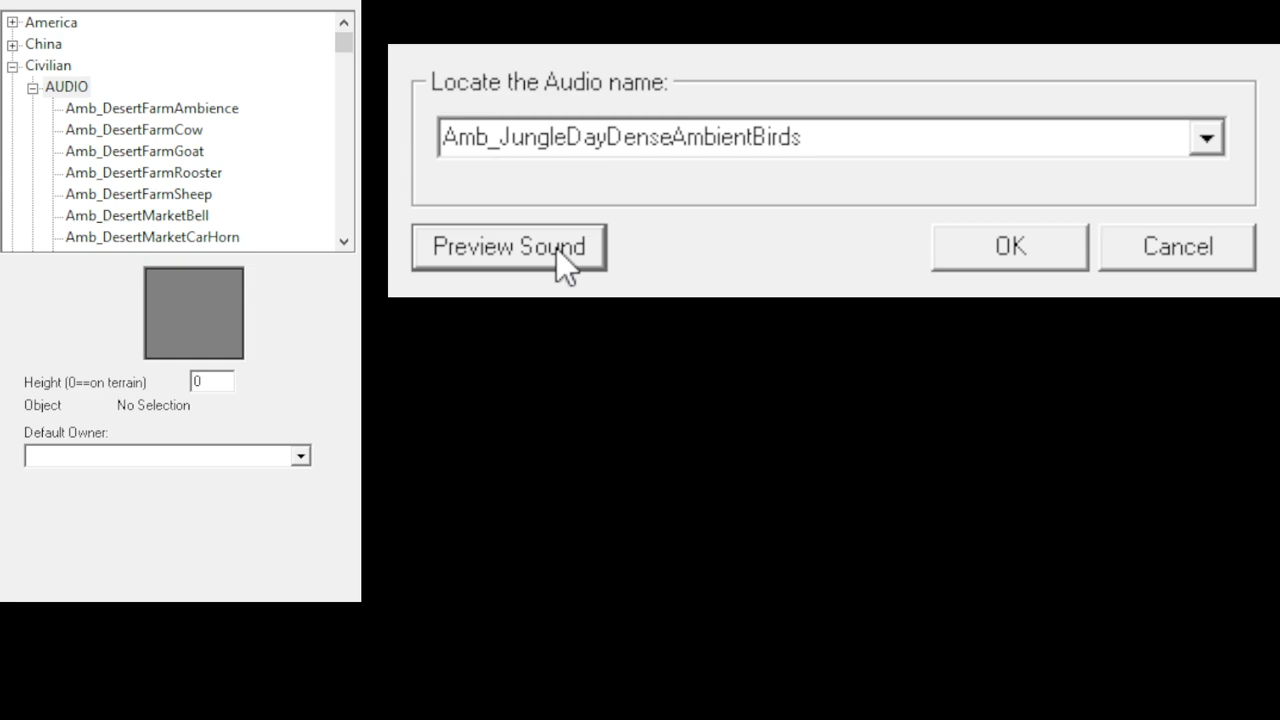 America
China
Civilian
AUDIO
Amb_DesertFarmAmbience
Amb_DesertFarmCow
Amb_DesertFarmGoat
Amb_DesertFarmRooster
Amb_DesertFarmSheep
Amb_DesertMarketBell
Amb_DesertMarketCarHorn
Height (0==on terrain) 0
Object No Selection
Default Owner:
Locate the Audio name:
Amb_JungleDayDenseAmbientBirds
Preview Sound OK Cancel